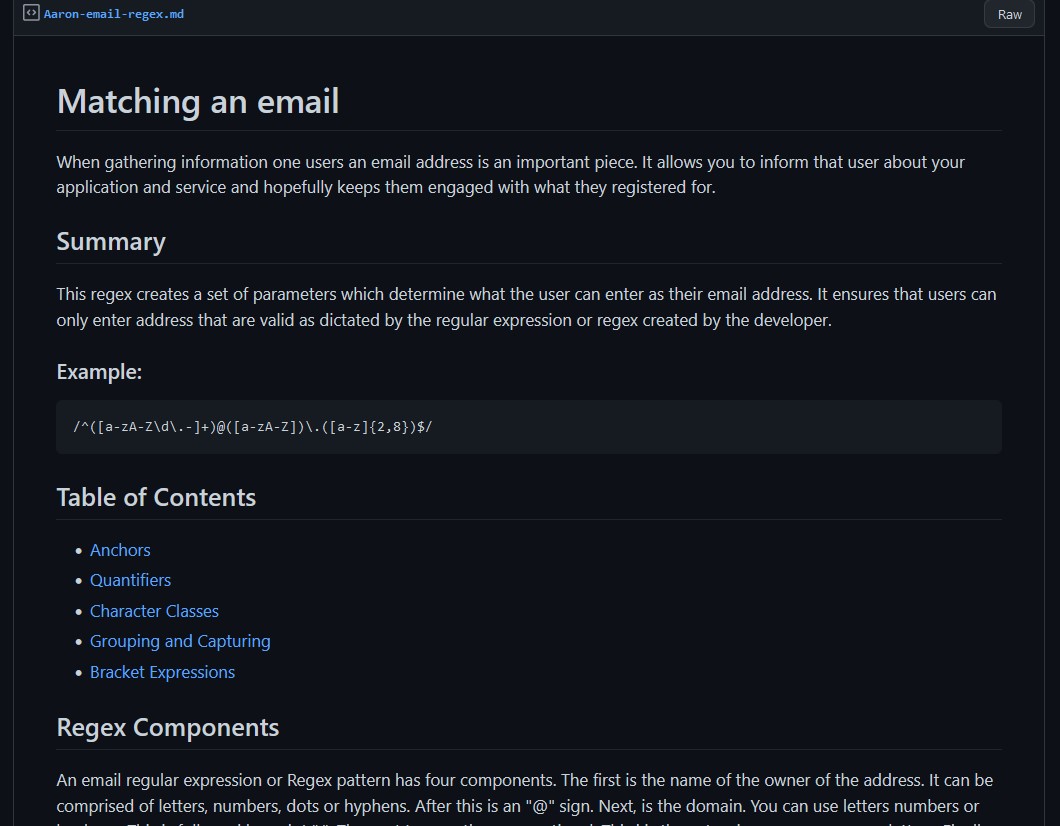 Aaron-email-regex.md
Raw
Matching an email
When gathering information one users an email address is an important piece. It allows you to inform that user about your
application and service and hopefully keeps them engaged with what they registered for.
Summary
This regex creates a set of parameters which determine what the user can enter as their email address. It ensures that users can
only enter address that are valid as dictated by the regular expression or regex created by the developer.
Example:
/^([a-zA-Z\d\.-]+)@([a-zA-Z])\.([a-z]{2,8})$/
Table of Contents
• Anchors
• Quantifiers
• Character Classes
• Grouping and Capturing
• Bracket Expressions
Regex Components
An email regular expression or Regex pattern has four components. The first is the name of the owner of the address. It can be
comprised of letters, numbers, dots or hyphens. After this is an "@" sign. Next, is the domain. You can use letters numbers or